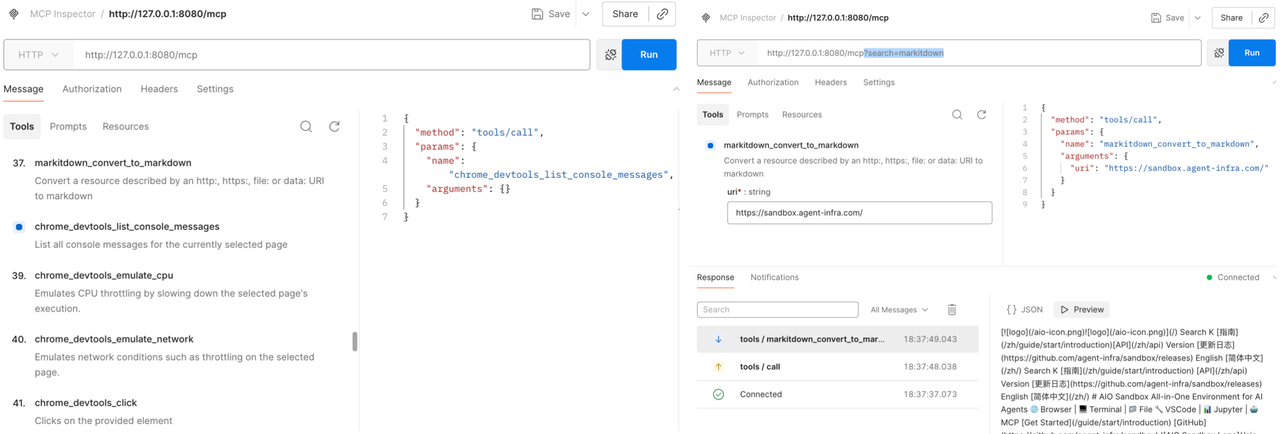 MCP Inspector / http://127.0.0.1:8080/mcp
Save
Share
HTTP
http://127.0.0.1:8080/mcp
Run
Message Authorization Headers Settings
Tools Prompts Resources
37. markitdown_convert_to_markdown
Convert a resource described by an http:, https:, file: or data: URI
to markdown
chrome_devtools_list_console_messages
List all console messages for the currently selected page
39. chrome_devtools_emulate_cpu
Emulates CPU throttling by slowing down the selected page's
execution.
40. chrome_devtools_emulate_network
Emulates network conditions such as throttling on the selected
page.
41. chrome_devtools_click
Clicks on the provided element
1 {
2 "method": "tools/call",
3 "params": {
4 "name":
"chrome_devtools_list_console_messages",
5 "arguments": {}
6 }
7 }
MCP Inspector / http://127.0.0.1:8080/mcp
Save
Share
HTTP
http://127.0.0.1:8080/mcp?search=markitdown
Run
Message Authorization Headers Settings
Tools Prompts Resources
markitdown_convert_to_markdown
Convert a resource described by an http:, https:, file: or data: URI to
markdown
uri* : string
https://sandbox.agent-infra.com/
1 {
2 "method": "tools/call",
3 "params": {
4 "name": "markitdown_convert_to_markdown",
5 "arguments": {
6 "uri": "https://sandbox.agent-infra.com/"
7 }
8 }
9 }
Response Notifications
Connected
Search
All Messages
tools / markitdown_convert_to_mar... 18:37:49.043
tools / call 18:37:48.038
Connected 18:37:37.073
{} JSON Preview
[![logo](/aio-icon.png)![logo](/aio-icon.png)](/) Search K [指南]
(/zh/guide/start/introduction)[API](/zh/api) Version [更新日志]
(https://github.com/agent-infra/sandbox/releases) English [简体中文]
(/zh/) Search K [指南](/zh/guide/start/introduction) [API](/zh/api)
Version [更新日志](https://github.com/agent-infra/sandbox/releases)
English [简体中文](/zh/) # AIO Sandbox All-in-One Environment for AI
Agents 🌐 Browser | 💻 Terminal | 📁 File 🔧 VSCode | 📊 Jupyter | 🤖
MCP [Get Started](/guide/start/introduction) [GitHub]